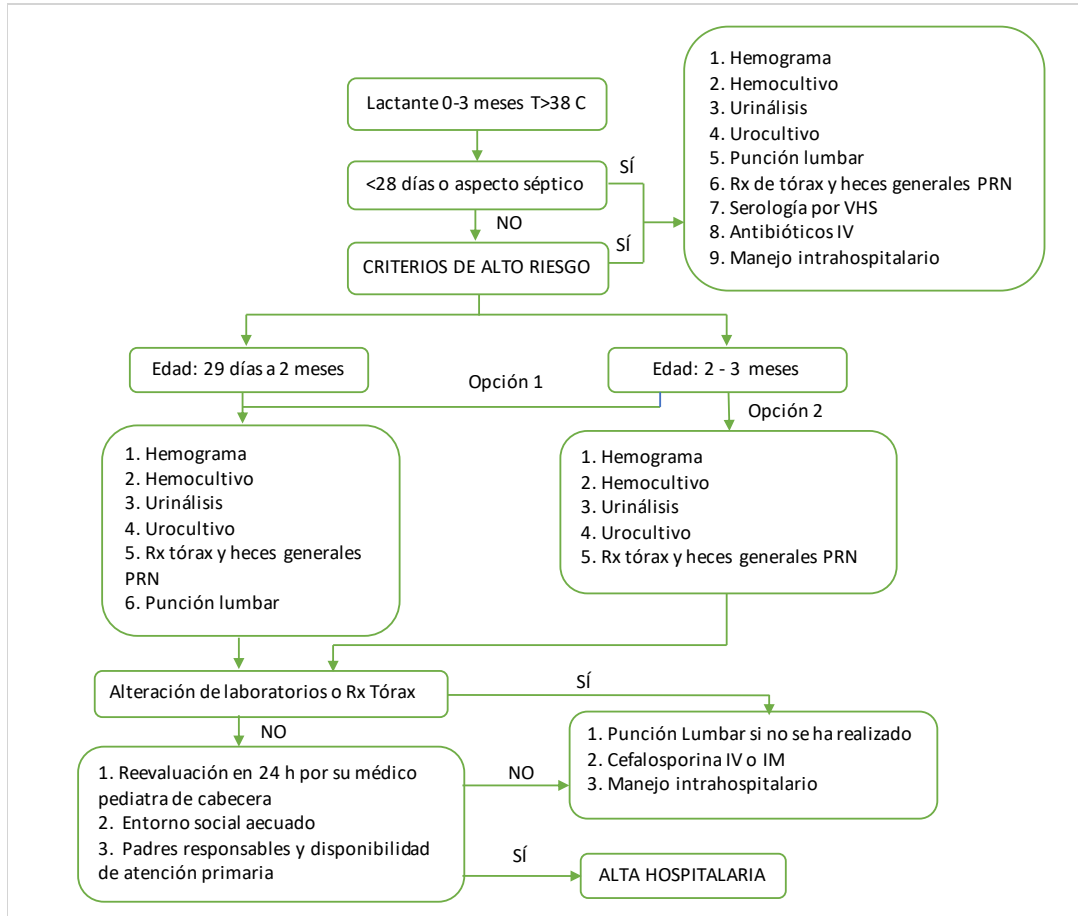 Lactante 0-3 meses T>38 C
<28 días o aspecto séptico
SÍ
NO
SÍ
CRITERIOS DE ALTO RIESGO
1. Hemograma
2. Hemocultivo
3. Urinálisis
4. Urocultivo
5. Punción lumbar
6. Rx de tórax y heces generales PRN
7. Serología por VHS
8. Antibióticos IV
9. Manejo intrahospitalario
Edad: 29 días a 2 meses
Edad: 2 - 3 meses
Opción 1
Opción 2
1. Hemograma
2. Hemocultivo
3. Urinálisis
4. Urocultivo
5. Rx tórax y heces generales
PRN
6. Punción lumbar
1. Hemograma
2. Hemocultivo
3. Urinálisis
4. Urocultivo
5. Rx tórax y heces generales PRN
Alteración de laboratorios o Rx Tórax
SÍ
NO
1. Punción Lumbar si no se ha realizado
2. Cefalosporina IV o IM
3. Manejo intrahospitalario
1. Reevaluación en 24 h por su médico
pediatra de cabecera
2. Entorno social aecuado
3. Padres responsables y disponibilidad
de atención primaria
NO
SÍ
ALTA HOSPITALARIA